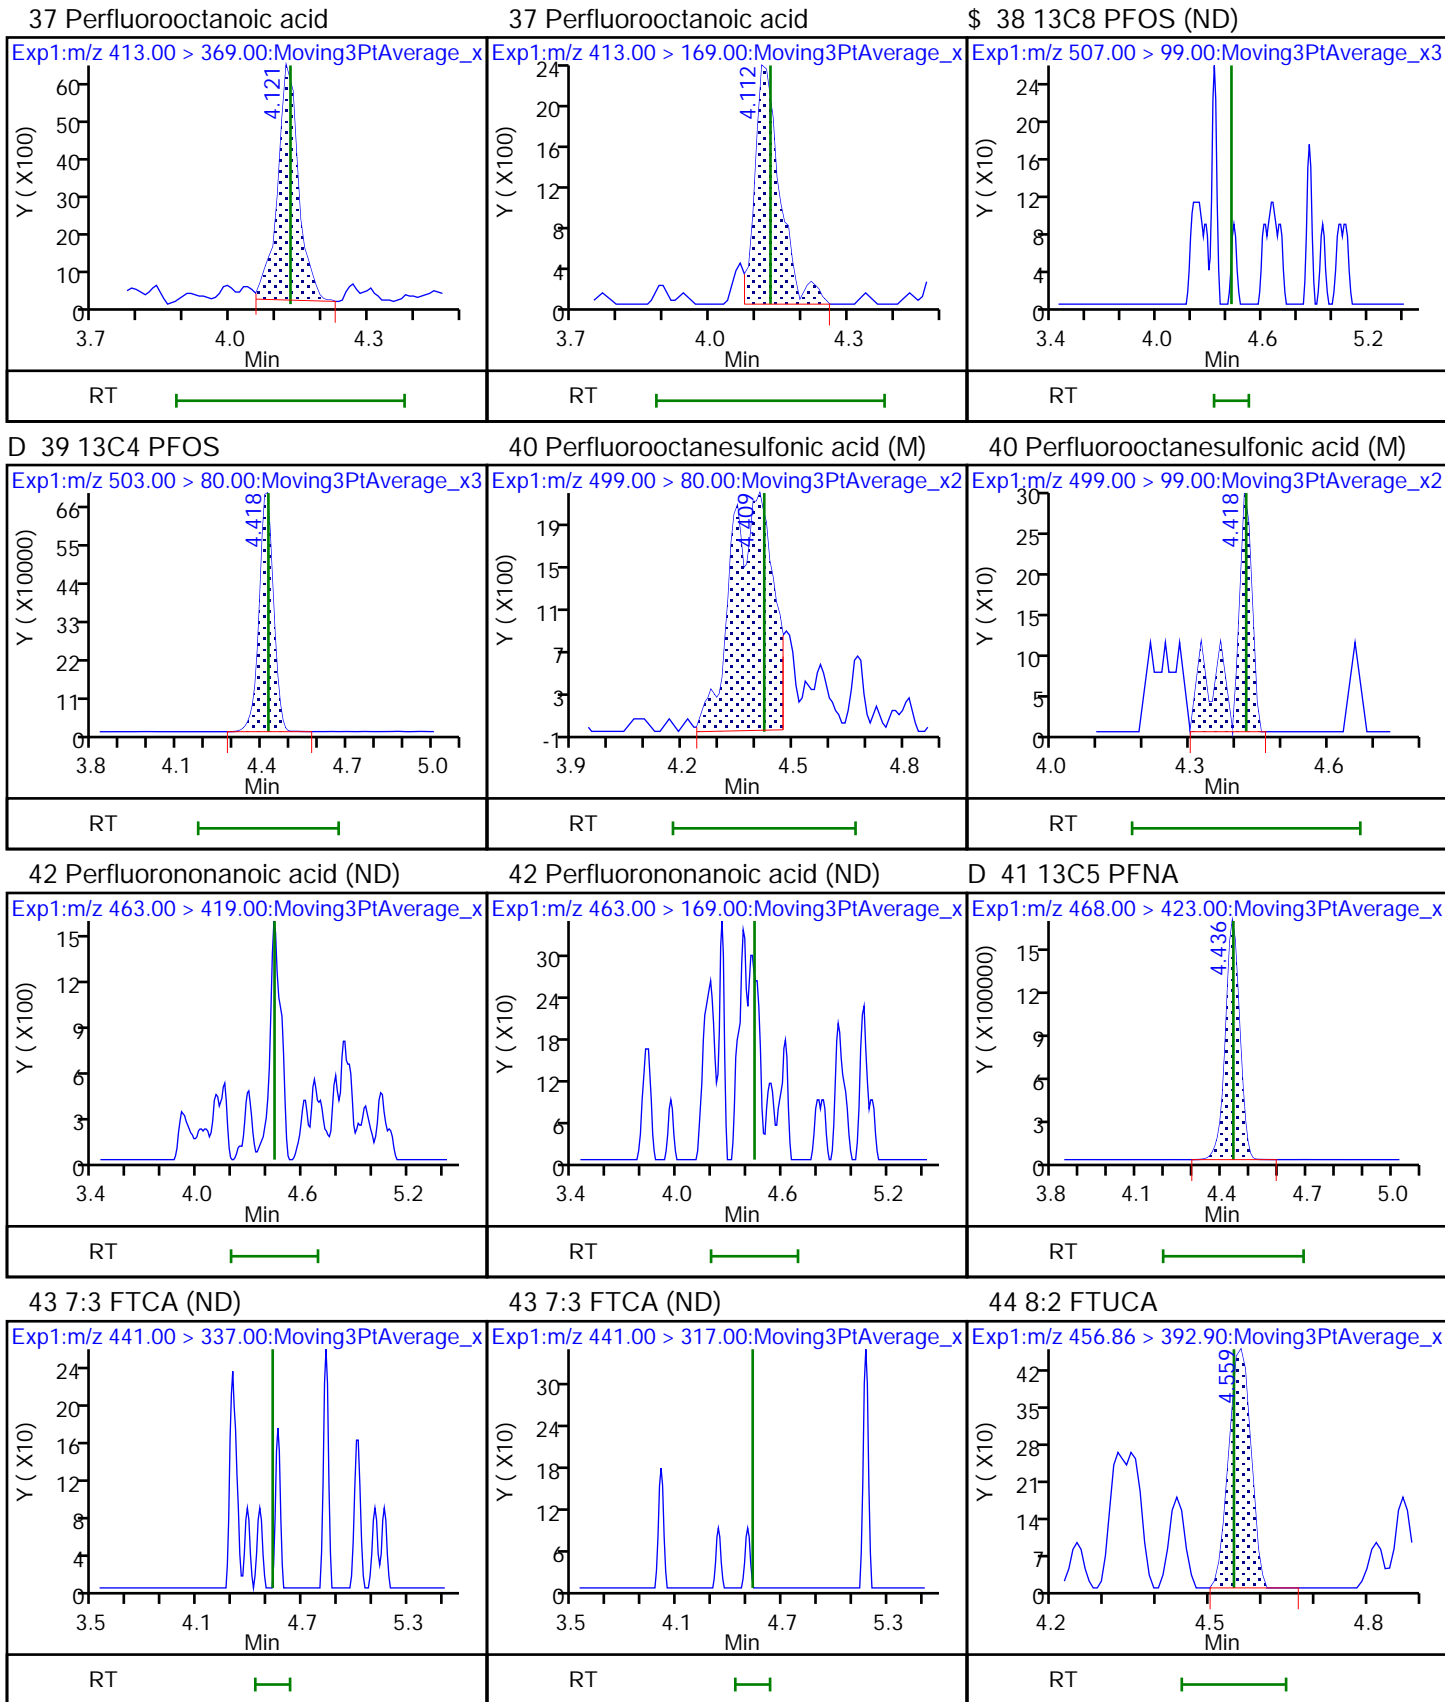 37 Perfluorooctanoic acid
Exp1:m/z 413.00 > 369.00:Moving3PtAverage_x
Y ( X100)
60
50
40
30
20
10
0
4.121
3.7 4.0 4.3
Min
RT
37 Perfluorooctanoic acid
Exp1:m/z 413.00 > 169.00:Moving3PtAverage_x
Y ( X100)
24
20
16
12
8
4
0
4.112
3.7 4.0 4.3
Min
RT
$ 38 13C8 PFOS (ND)
Exp1:m/z 507.00 > 99.00:Moving3PtAverage_x3
Y ( X10)
24
20
16
12
8
4
0
3.4 4.0 4.6 5.2
Min
RT
D 39 13C4 PFOS
Exp1:m/z 503.00 > 80.00:Moving3PtAverage_x3
Y ( X10000)
66
55
44
33
22
11
0
4.418
3.8 4.1 4.4 4.7 5.0
Min
RT
40 Perfluorooctanesulfonic acid (M)
Exp1:m/z 499.00 > 80.00:Moving3PtAverage_x2
Y ( X100)
19
15
11
7
3
-1
4.409
3.9 4.2 4.5 4.8
Min
RT
40 Perfluorooctanesulfonic acid (M)
Exp1:m/z 499.00 > 99.00:Moving3PtAverage_x2
Y ( X10)
30
25
20
15
10
5
0
4.418
4.0 4.3 4.6
Min
RT
42 Perfluorononanoic acid (ND)
Exp1:m/z 463.00 > 419.00:Moving3PtAverage_x
Y ( X100)
15
12
9
6
3
0
3.4 4.0 4.6 5.2
Min
RT
42 Perfluorononanoic acid (ND)
Exp1:m/z 463.00 > 169.00:Moving3PtAverage_x
Y ( X10)
30
24
18
12
6
0
3.4 4.0 4.6 5.2
Min
RT
D 41 13C5 PFNA
Exp1:m/z 468.00 > 423.00:Moving3PtAverage_x
Y ( X100000)
15
12
9
6
3
0
4.436
3.8 4.1 4.4 4.7 5.0
Min
RT
43 7:3 FTCA (ND)
Exp1:m/z 441.00 > 337.00:Moving3PtAverage_x
Y ( X10)
24
20
16
12
8
4
0
3.5 4.1 4.7 5.3
Min
RT
43 7:3 FTCA (ND)
Exp1:m/z 441.00 > 317.00:Moving3PtAverage_x
Y ( X10)
30
24
18
12
6
0
3.5 4.1 4.7 5.3
Min
RT
44 8:2 FTUCA
Exp1:m/z 456.86 > 392.90:Moving3PtAverage_x
Y ( X10)
42
35
28
21
14
7
0
4.559
4.2 4.5 4.8
Min
RT